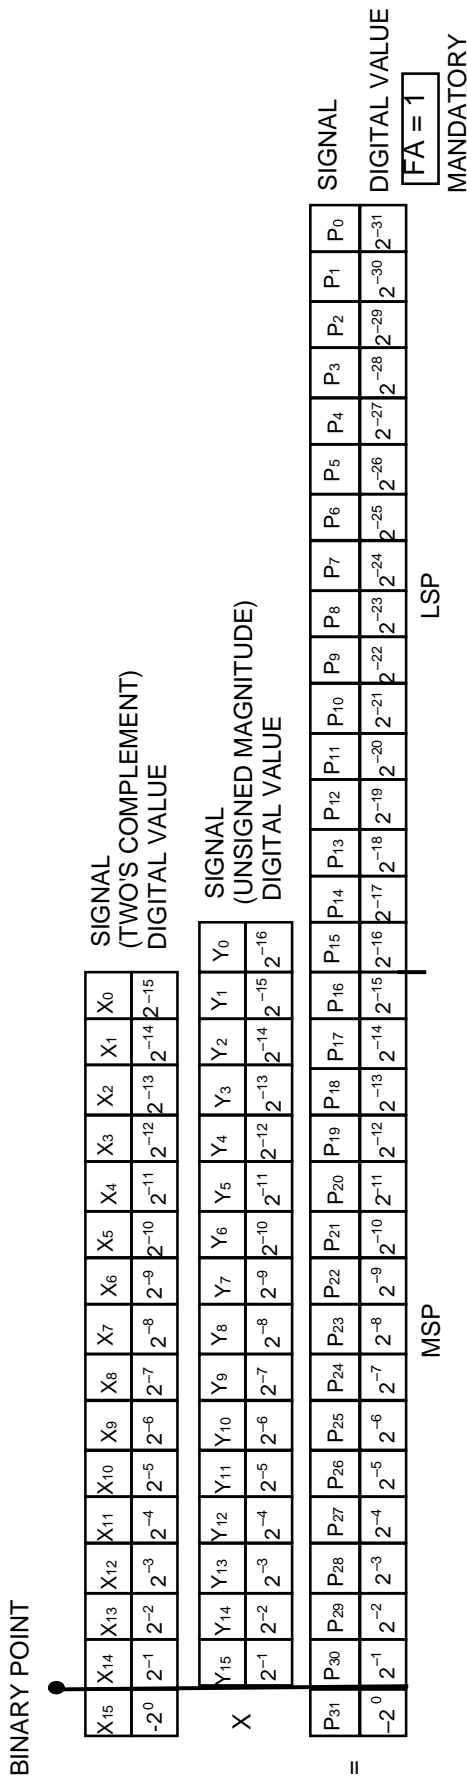 BINARY POINT
X15 X14 X13 X12 X11 X10 X9 X8 X7 X6 X5 X4 X3 X2 X1 X0 SIGNAL
(TWO'S COMPLEMENT)
-2⁰ 2⁻¹ 2⁻² 2⁻³ 2⁻⁴ 2⁻⁵ 2⁻⁶ 2⁻⁷ 2⁻⁸ 2⁻⁹ 2⁻¹⁰ 2⁻¹¹ 2⁻¹² 2⁻¹³ 2⁻¹⁴ 2⁻¹⁵ DIGITAL VALUE
X Y15 Y14 Y13 Y12 Y11 Y10 Y9 Y8 Y7 Y6 Y5 Y4 Y3 Y2 Y1 Y0 SIGNAL
(UNSIGNED MAGNITUDE)
2⁻¹ 2⁻² 2⁻³ 2⁻⁴ 2⁻⁵ 2⁻⁶ 2⁻⁷ 2⁻⁸ 2⁻⁹ 2⁻¹⁰ 2⁻¹¹ 2⁻¹² 2⁻¹³ 2⁻¹⁴ 2⁻¹⁵ 2⁻¹⁶ DIGITAL VALUE
= P31 P30 P29 P28 P27 P26 P25 P24 P23 P22 P21 P20 P19 P18 P17 P16 P15 P14 P13 P12 P11 P10 P9 P8 P7 P6 P5 P4 P3 P2 P1 P0 SIGNAL
–2⁰ 2⁻¹ 2⁻² 2⁻³ 2⁻⁴ 2⁻⁵ 2⁻⁶ 2⁻⁷ 2⁻⁸ 2⁻⁹ 2⁻¹⁰ 2⁻¹¹ 2⁻¹² 2⁻¹³ 2⁻¹⁴ 2⁻¹⁵ 2⁻¹⁶ 2⁻¹⁷ 2⁻¹⁸ 2⁻¹⁹ 2⁻²⁰ 2⁻²¹ 2⁻²² 2⁻²³ 2⁻²⁴ 2⁻²⁵ 2⁻²⁶ 2⁻²⁷ 2⁻²⁸ 2⁻²⁹ 2⁻³⁰ 2⁻³¹ DIGITAL VALUE
MSP LSP FA = 1
MANDATORY